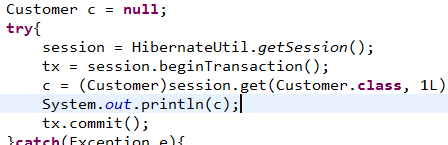 Customer c = null;
try{
session = HibernateUtil.getSession();
tx = session.beginTransaction();
c = (Customer)session.get(Customer.class, 1L)
System.out.println(c);
tx.commit();
}catch(Exception e){